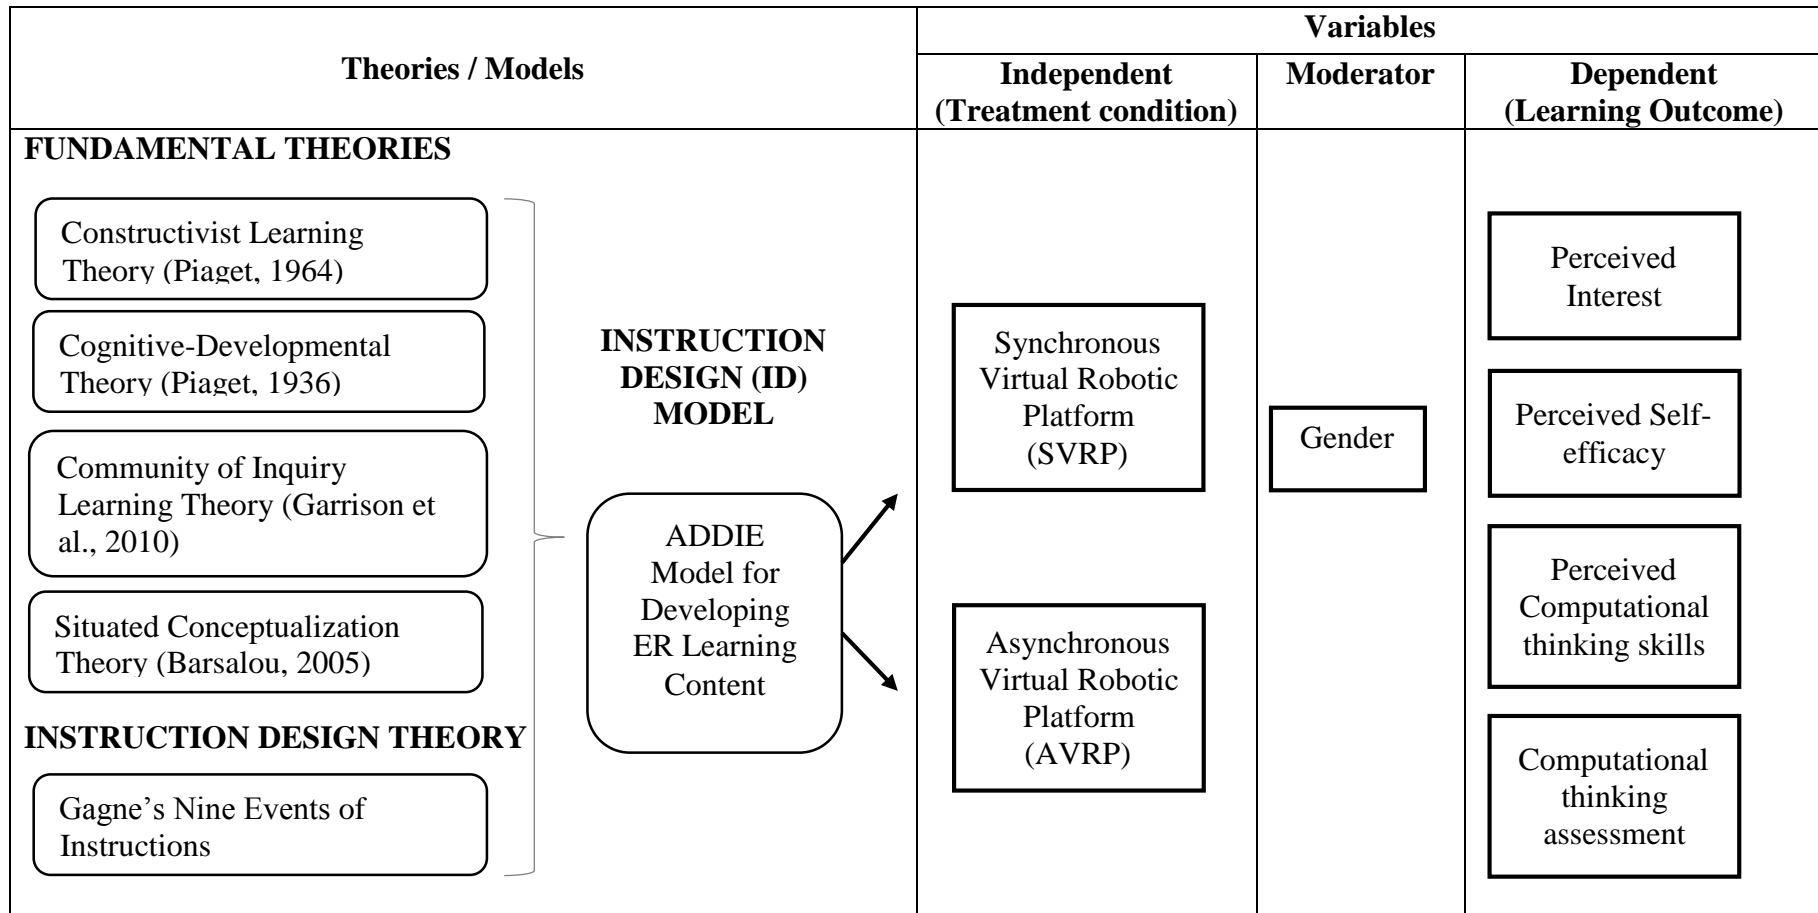 Theories / Models
Variables
Independent
(Treatment condition)
Moderator
Dependent
(Learning Outcome)
FUNDAMENTAL THEORIES
Constructivist Learning
Theory (Piaget, 1964)
Cognitive-Developmental
Theory (Piaget, 1936)
Community of Inquiry
Learning Theory (Garrison et
al., 2010)
Situated Conceptualization
Theory (Barsalou, 2005)
INSTRUCTION DESIGN THEORY
Gagne’s Nine Events of
Instructions
INSTRUCTION
DESIGN (ID)
MODEL
ADDIE
Model for
Developing
ER Learning
Content
Synchronous
Virtual Robotic
Platform
(SVRP)
Asynchronous
Virtual Robotic
Platform
(AVRP)
Gender
Perceived
Interest
Perceived Self-
efficacy
Perceived
Computational
thinking skills
Computational
thinking
assessment